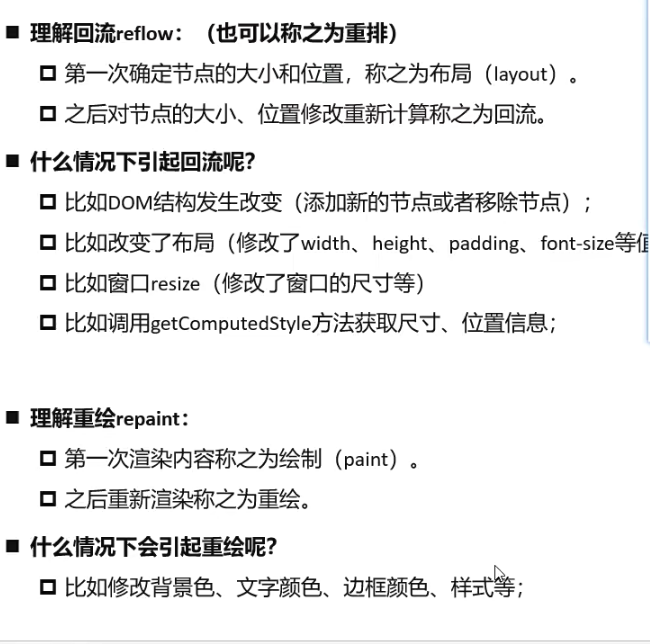 理解回流reflow：（也可以称之为重排）
第一次确定节点的大小和位置，称之为布局（layout）。
之后对节点的大小、位置修改重新计算称之为回流。
什么情况下引起回流呢？
比如DOM结构发生改变（添加新的节点或者移除节点）；
比如改变了布局（修改了width、height、padding、font-size等值
比如窗口resize（修改了窗口的尺寸等）
比如调用getComputedStyle方法获取尺寸、位置信息；
理解重绘repaint：
第一次渲染内容称之为绘制（paint）。
之后重新渲染称之为重绘。
什么情况下会引起重绘呢？
比如修改背景色、文字颜色、边框颜色、样式等；